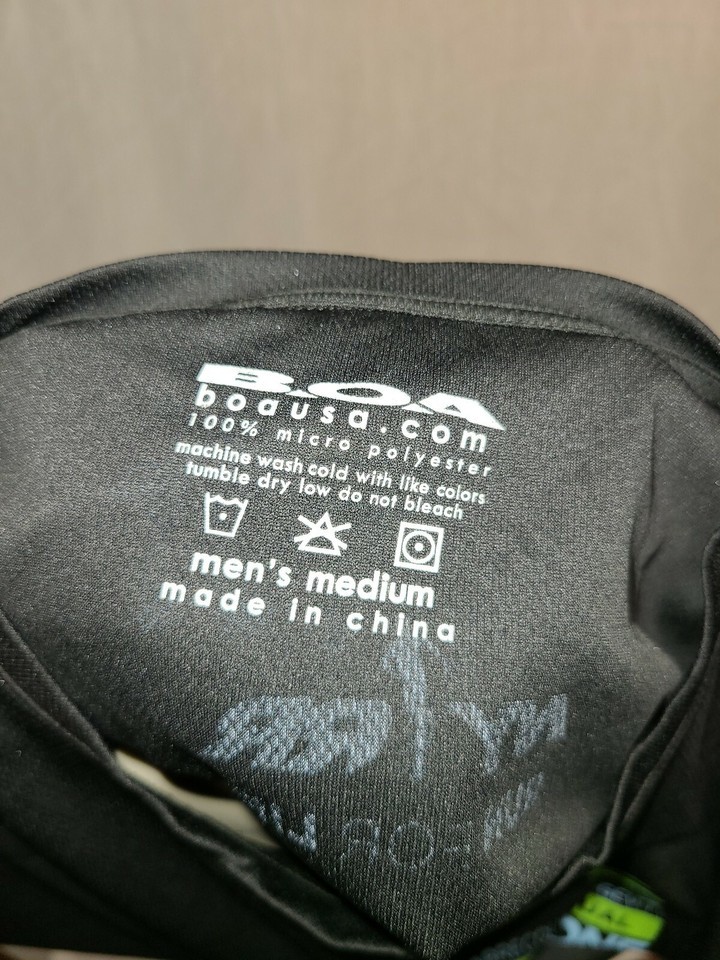 B.O.A
boausa.com
100% micro polyester
machine wash cold with like colors
tumble dry low do not bleach
men's medium
made in china